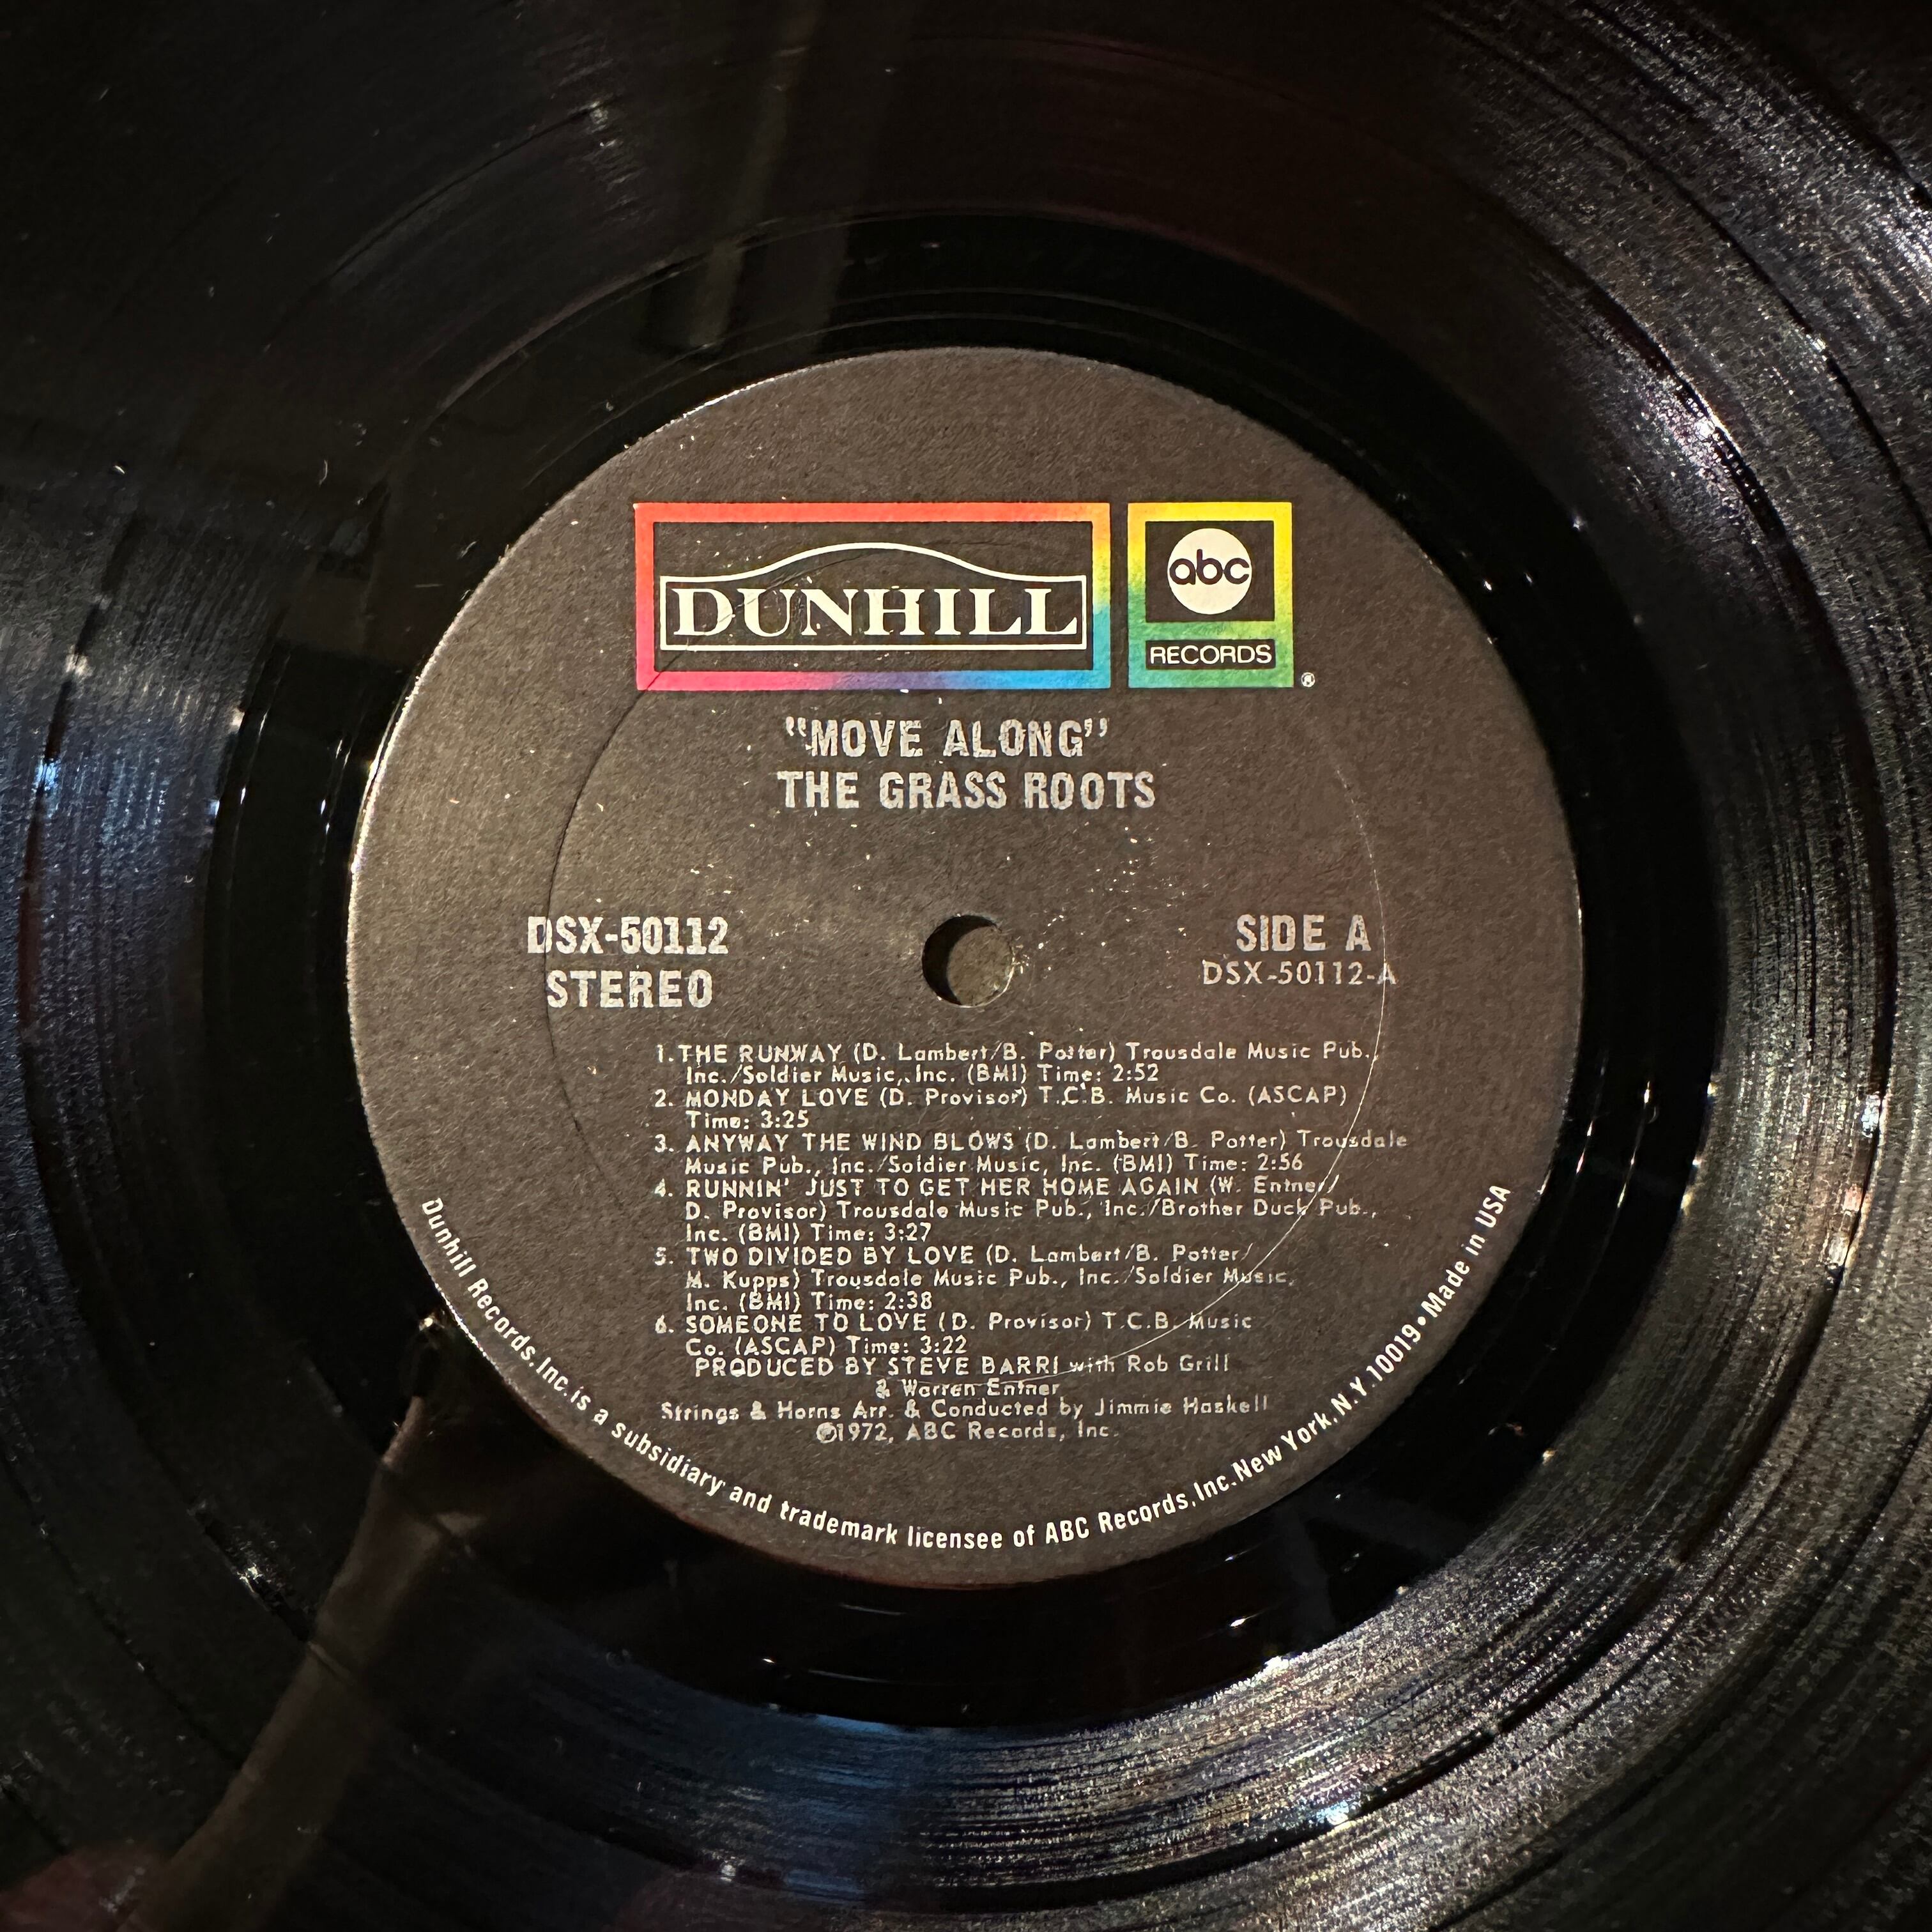 DUNHILL
abc
RECORDS
®
"MOVE ALONG"
THE GRASS ROOTS
DSX-50112
STEREO
SIDE A
DSX-50112-A
1. THE RUNWAY (D. Lambert/B. Potter) Trousdale Music Pub.,
Inc./Soldier Music, Inc. (BMI) Time: 2:52
2. MONDAY LOVE (D. Provisor) T.C.B. Music Co. (ASCAP)
Time: 3:25
3. ANYWAY THE WIND BLOWS (D. Lambert/B. Potter) Trousdale
Music Pub., Inc./Soldier Music, Inc. (BMI) Time: 2:56
4. RUNNIN' JUST TO GET HER HOME AGAIN (W. Entner/
D. Provisor) Trousdale Music Pub., Inc./Brother Duck Pub.,
Inc. (BMI) Time: 3:27
5. TWO DIVIDED BY LOVE (D. Lambert/B. Potter/
M. Kupps) Trousdale Music Pub., Inc./Soldier Music,
Inc. (BMI) Time: 2:38
6. SOMEONE TO LOVE (D. Provisor) T.C.B. Music
Co. (ASCAP) Time: 3:22
PRODUCED BY STEVE BARRI with Rob Grill
& Warren Entner
Strings & Horns Arr. & Conducted by Jimmie Haskell
℗1972, ABC Records, Inc.
Dunhill Records, Inc. is a subsidiary and trademark licensee of ABC Records, Inc. New York, N.Y. 10019 • Made in USA